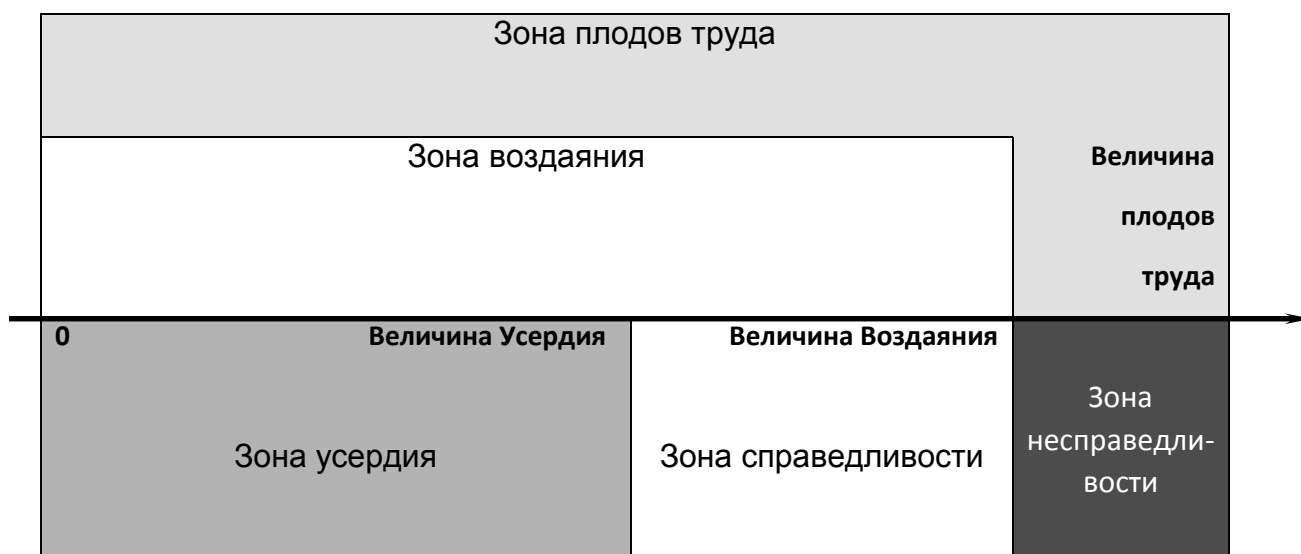 Зона плодов труда
Зона воздаяния
Величина
плодов
труда
0
Величина Усердия
Величина Воздаяния
Зона усердия
Зона справедливости
Зона
несправедли-
вости